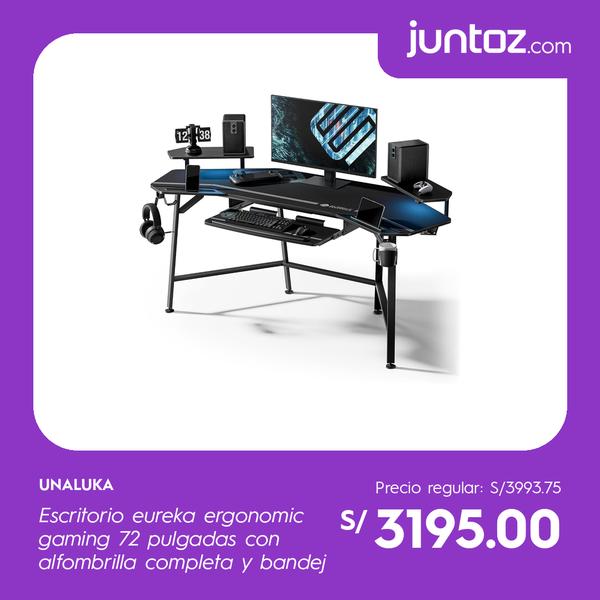 juntoz.com
12 38
UNALUKA
Escritorio eureka ergonomic
gaming 72 pulgadas con
alfombrilla completa y bandej
Precio regular: S/3993.75
S/ 3195.00